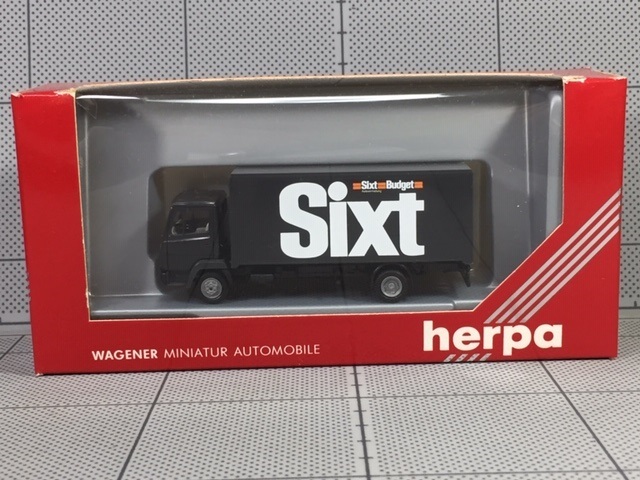 Sixt Budget
Sixt
WAGENER MINIATUR AUTOMOBILE
herpa